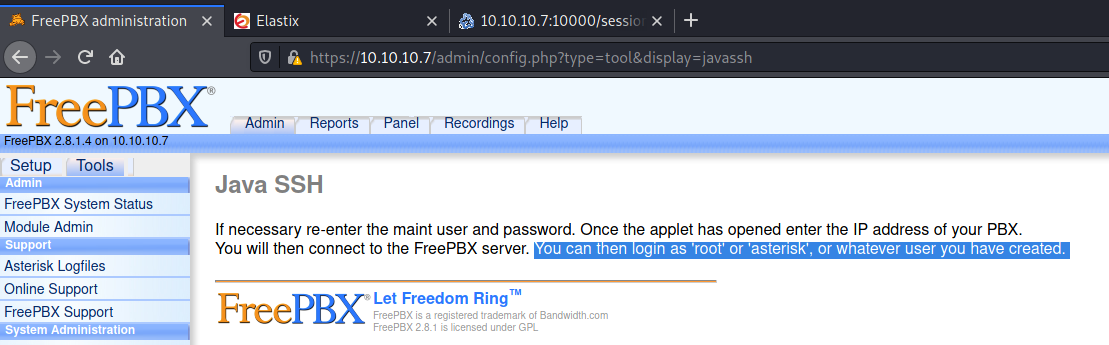 FreePBX administration
Elastix
10.10.10.7:10000/session
https://10.10.10.7/admin/config.php?type=tool&display=javassh
FreePBX®
Admin
Reports
Panel
Recordings
Help
FreePBX 2.8.1.4 on 10.10.10.7
Setup
Tools
Admin
FreePBX System Status
Module Admin
Support
Asterisk Logfiles
Online Support
FreePBX Support
System Administration
Java SSH
If necessary re-enter the maint user and password. Once the applet has opened enter the IP address of your PBX.
You will then connect to the FreePBX server. You can then login as 'root' or 'asterisk', or whatever user you have created.
FreePBX®
Let Freedom Ring™
FreePBX is a registered trademark of Bandwidth.com
FreePBX 2.8.1 is licensed under GPL